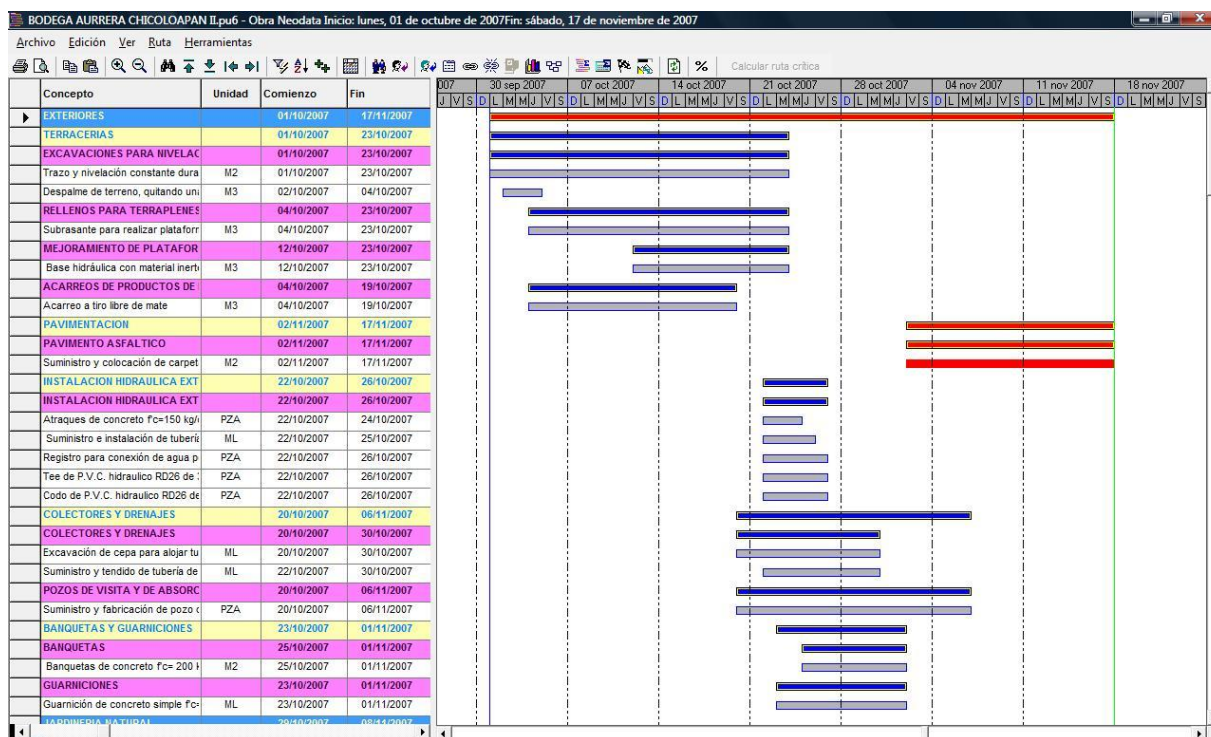 BODEGA AURRERA CHICOLOAPAN II.pu6 - Obra Neodata Inicio: lunes, 01 de octubre de 2007Fin: sábado, 17 de noviembre de 2007
Archivo Edición Ver Ruta Herramientas
% Calcular ruta crítica
Concepto Unidad Comienzo Fin
007 30 sep 2007 07 oct 2007 14 oct 2007 21 oct 2007 28 oct 2007 04 nov 2007 11 nov 2007 18 nov 2007
J V S D L M M J V S D L M M J V S D L M M J V S D L M M J V S D L M M J V S D L M M J V S D L M M J V S D L M M J V S
EXTERIORES 01/10/2007 17/11/2007
TERRACERIAS 01/10/2007 23/10/2007
EXCAVACIONES PARA NIVELAC 01/10/2007 23/10/2007
Trazo y nivelación constante dura M2 01/10/2007 23/10/2007
Despalme de terreno, quitando una M3 02/10/2007 04/10/2007
RELLENOS PARA TERRAPLENES 04/10/2007 23/10/2007
Subrasante para realizar plataforr M3 04/10/2007 23/10/2007
MEJORAMIENTO DE PLATAFOR 12/10/2007 23/10/2007
Base hidráulica con material inerte M3 12/10/2007 23/10/2007
ACARREOS DE PRODUCTOS DE 04/10/2007 19/10/2007
Acarreo a tiro libre de mate M3 04/10/2007 19/10/2007
PAVIMENTACION 02/11/2007 17/11/2007
PAVIMENTO ASFALTICO 02/11/2007 17/11/2007
Suministro y colocación de carpet M2 02/11/2007 17/11/2007
INSTALACION HIDRAULICA EXT 22/10/2007 26/10/2007
INSTALACION HIDRAULICA EXT 22/10/2007 26/10/2007
Atraques de concreto f'c=150 kg/ PZA 22/10/2007 24/10/2007
Suministro e instalación de tubería ML 22/10/2007 25/10/2007
Registro para conexión de agua p PZA 22/10/2007 26/10/2007
Tee de P.V.C. hidraulico RD26 de PZA 22/10/2007 26/10/2007
Codo de P.V.C. hidraulico RD26 de PZA 22/10/2007 26/10/2007
COLECTORES Y DRENAJES 20/10/2007 06/11/2007
COLECTORES Y DRENAJES 20/10/2007 30/10/2007
Excavación de cepa para alojar tu ML 20/10/2007 30/10/2007
Suministro y tendido de tubería de ML 22/10/2007 30/10/2007
POZOS DE VISITA Y DE ABSORC 20/10/2007 06/11/2007
Suministro y fabricación de pozo PZA 20/10/2007 06/11/2007
BANQUETAS Y GUARNICIONES 23/10/2007 01/11/2007
BANQUETAS 25/10/2007 01/11/2007
Banquetas de concreto f'c= 200 M2 25/10/2007 01/11/2007
GUARNICIONES 23/10/2007 01/11/2007
Guarnición de concreto simple f'c= ML 23/10/2007 01/11/2007
JARDINERIA NATURAL 29/10/2007 08/11/2007